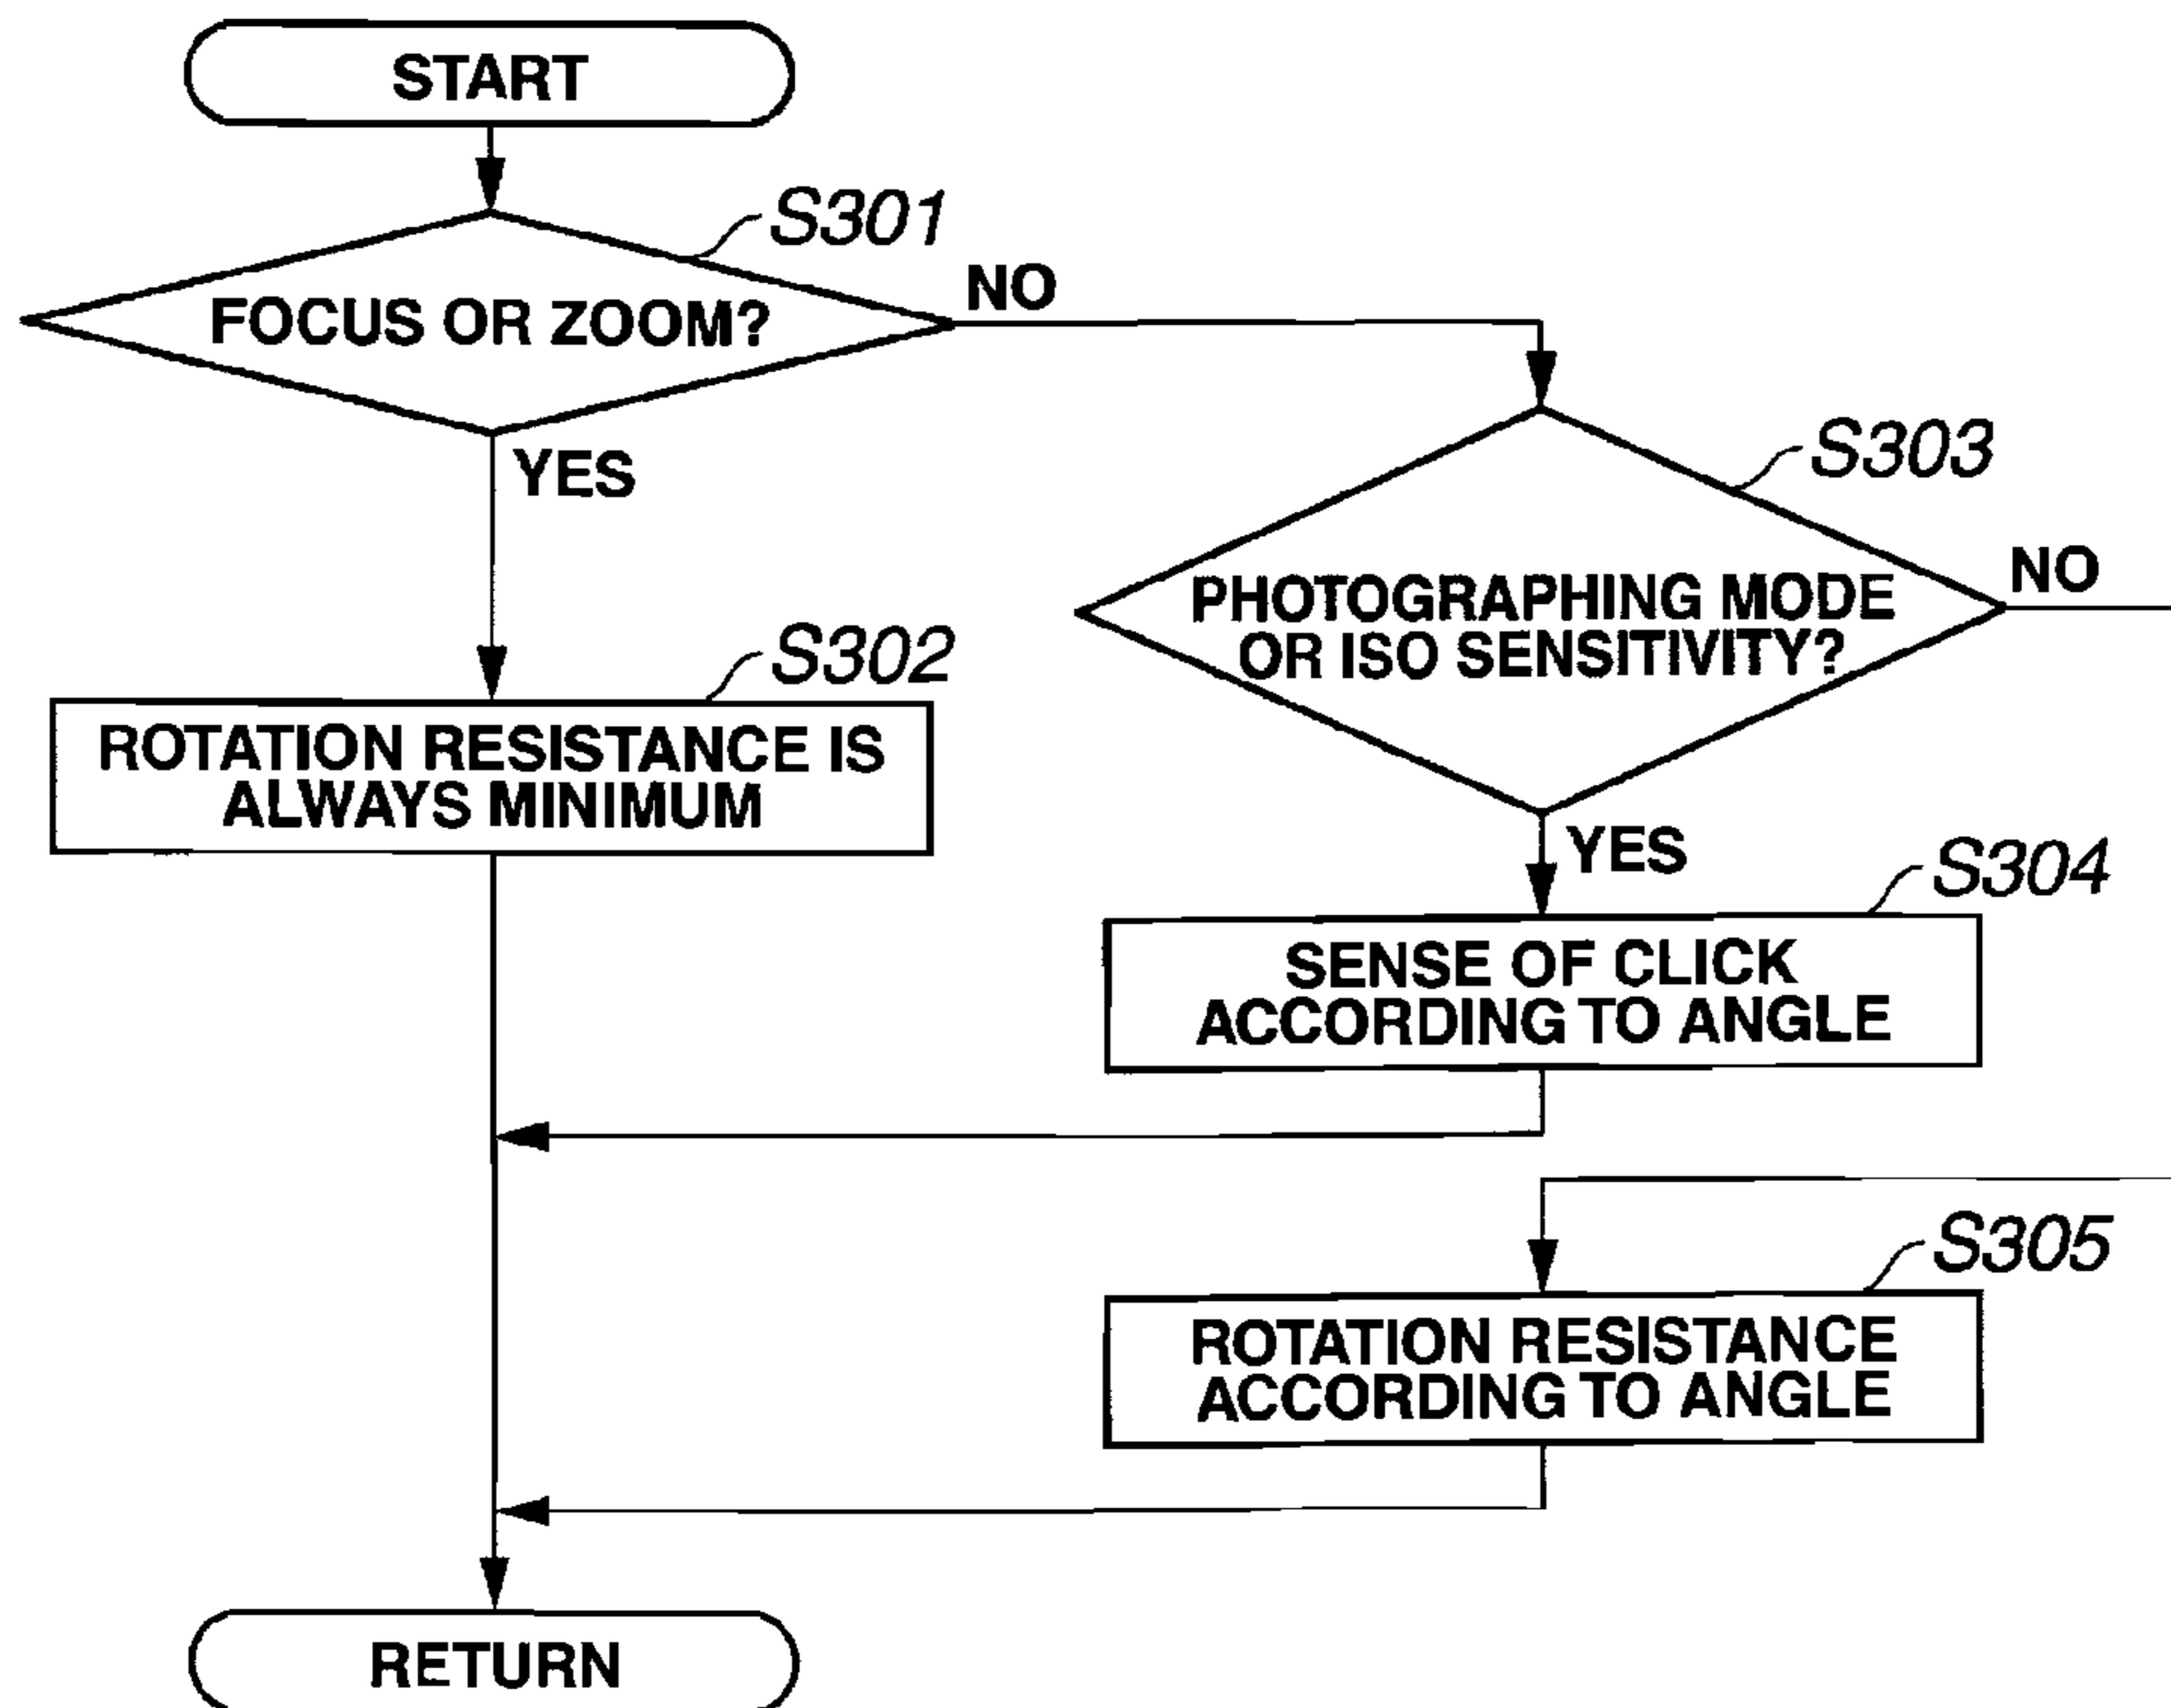 START
S301
FOCUS OR ZOOM?
NO
YES
S303
PHOTOGRAPHING MODE
OR ISO SENSITIVITY?
NO
YES
S302
ROTATION RESISTANCE IS
ALWAYS MINIMUM
S304
SENSE OF CLICK
ACCORDING TO ANGLE
S305
ROTATION RESISTANCE
ACCORDING TO ANGLE
RETURN